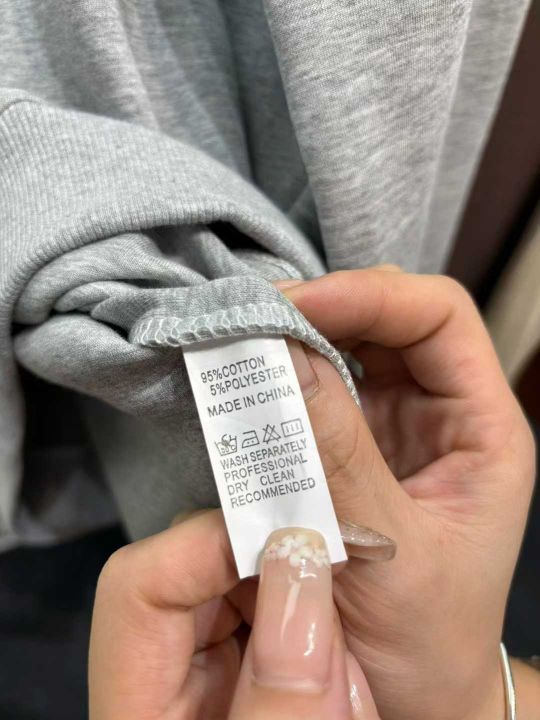 95%COTTON
5%POLYESTER
MADE IN CHINA
WASH SEPARATELY
PROFESSIONAL
DRY CLEAN
RECOMMENDED